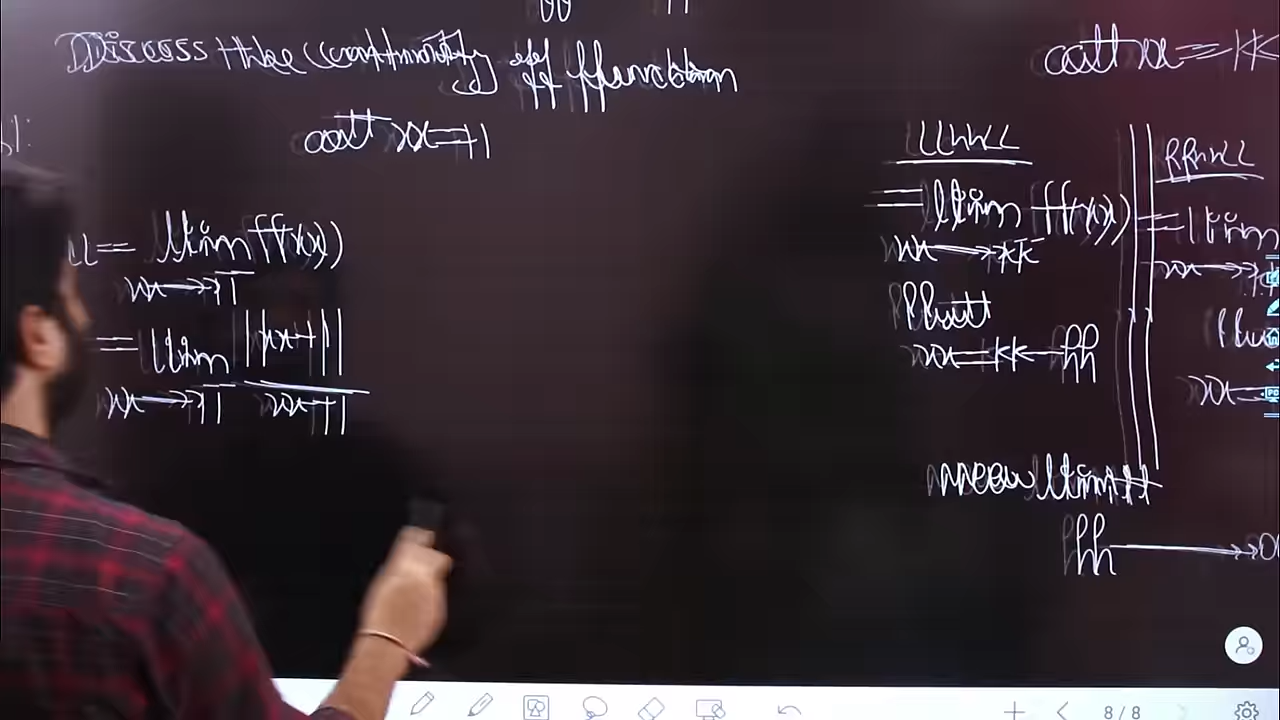 Discuss the continuity of function
at x = 1
L = lim f(x)
x→1⁻
= lim |x-1|
x→1⁻ x-1
at x = k
LHL
= lim f(x)
x→k⁻
Put
x = k-h
RHL
= lim
x→k
Pu
x =
new limit
h→0
8/8